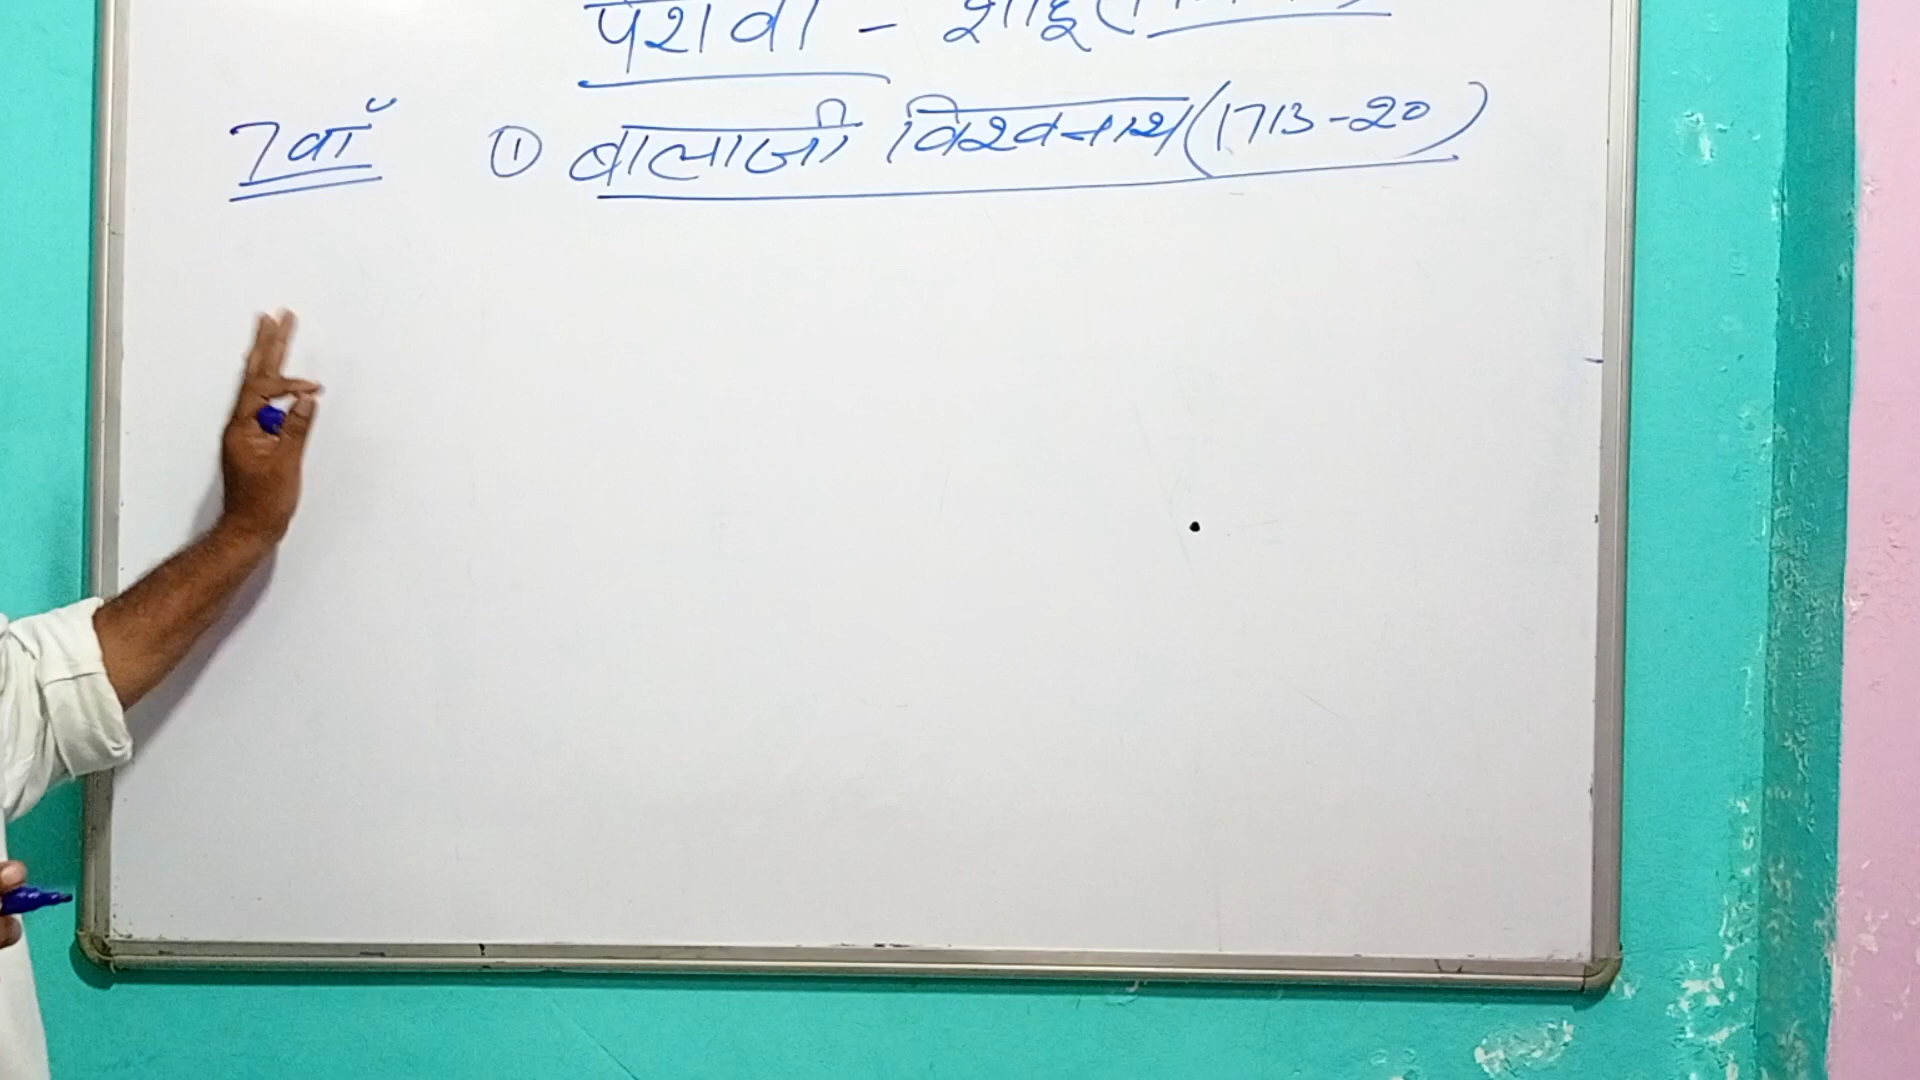 पेशवा - शाहू
7वाँ ① बालाजी विश्वनाथ (1713-20)